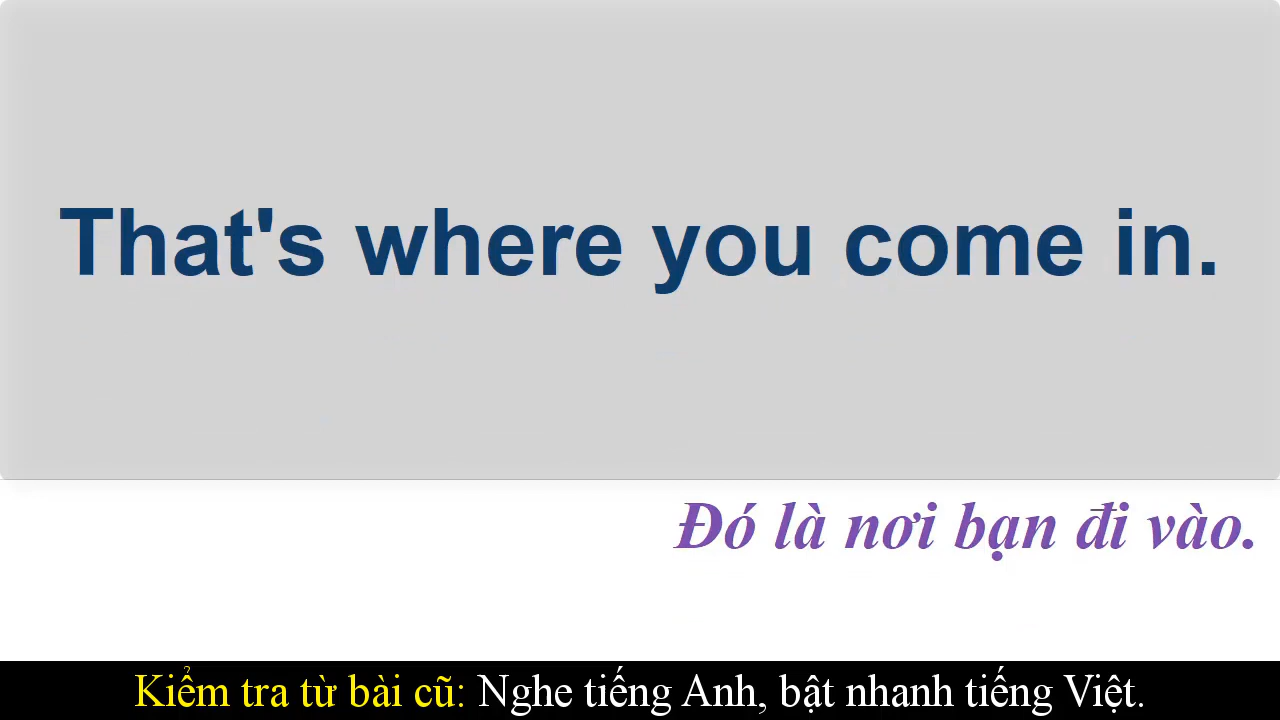 That's where you come in.
Đó là nơi bạn đi vào.
Kiểm tra từ bài cũ: Nghe tiếng Anh, bật nhanh tiếng Việt.